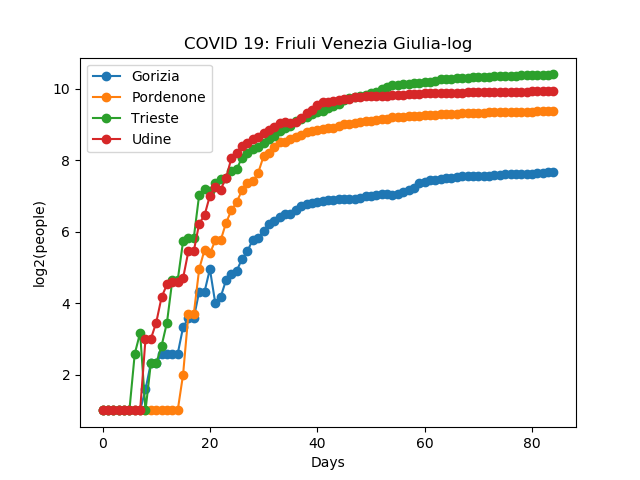 COVID 19: Friuli Venezia Giulia-log
Gorizia
Pordenone
Trieste
Udine
log2(people)
10
8
6
4
2
0 20 40 60 80
Days